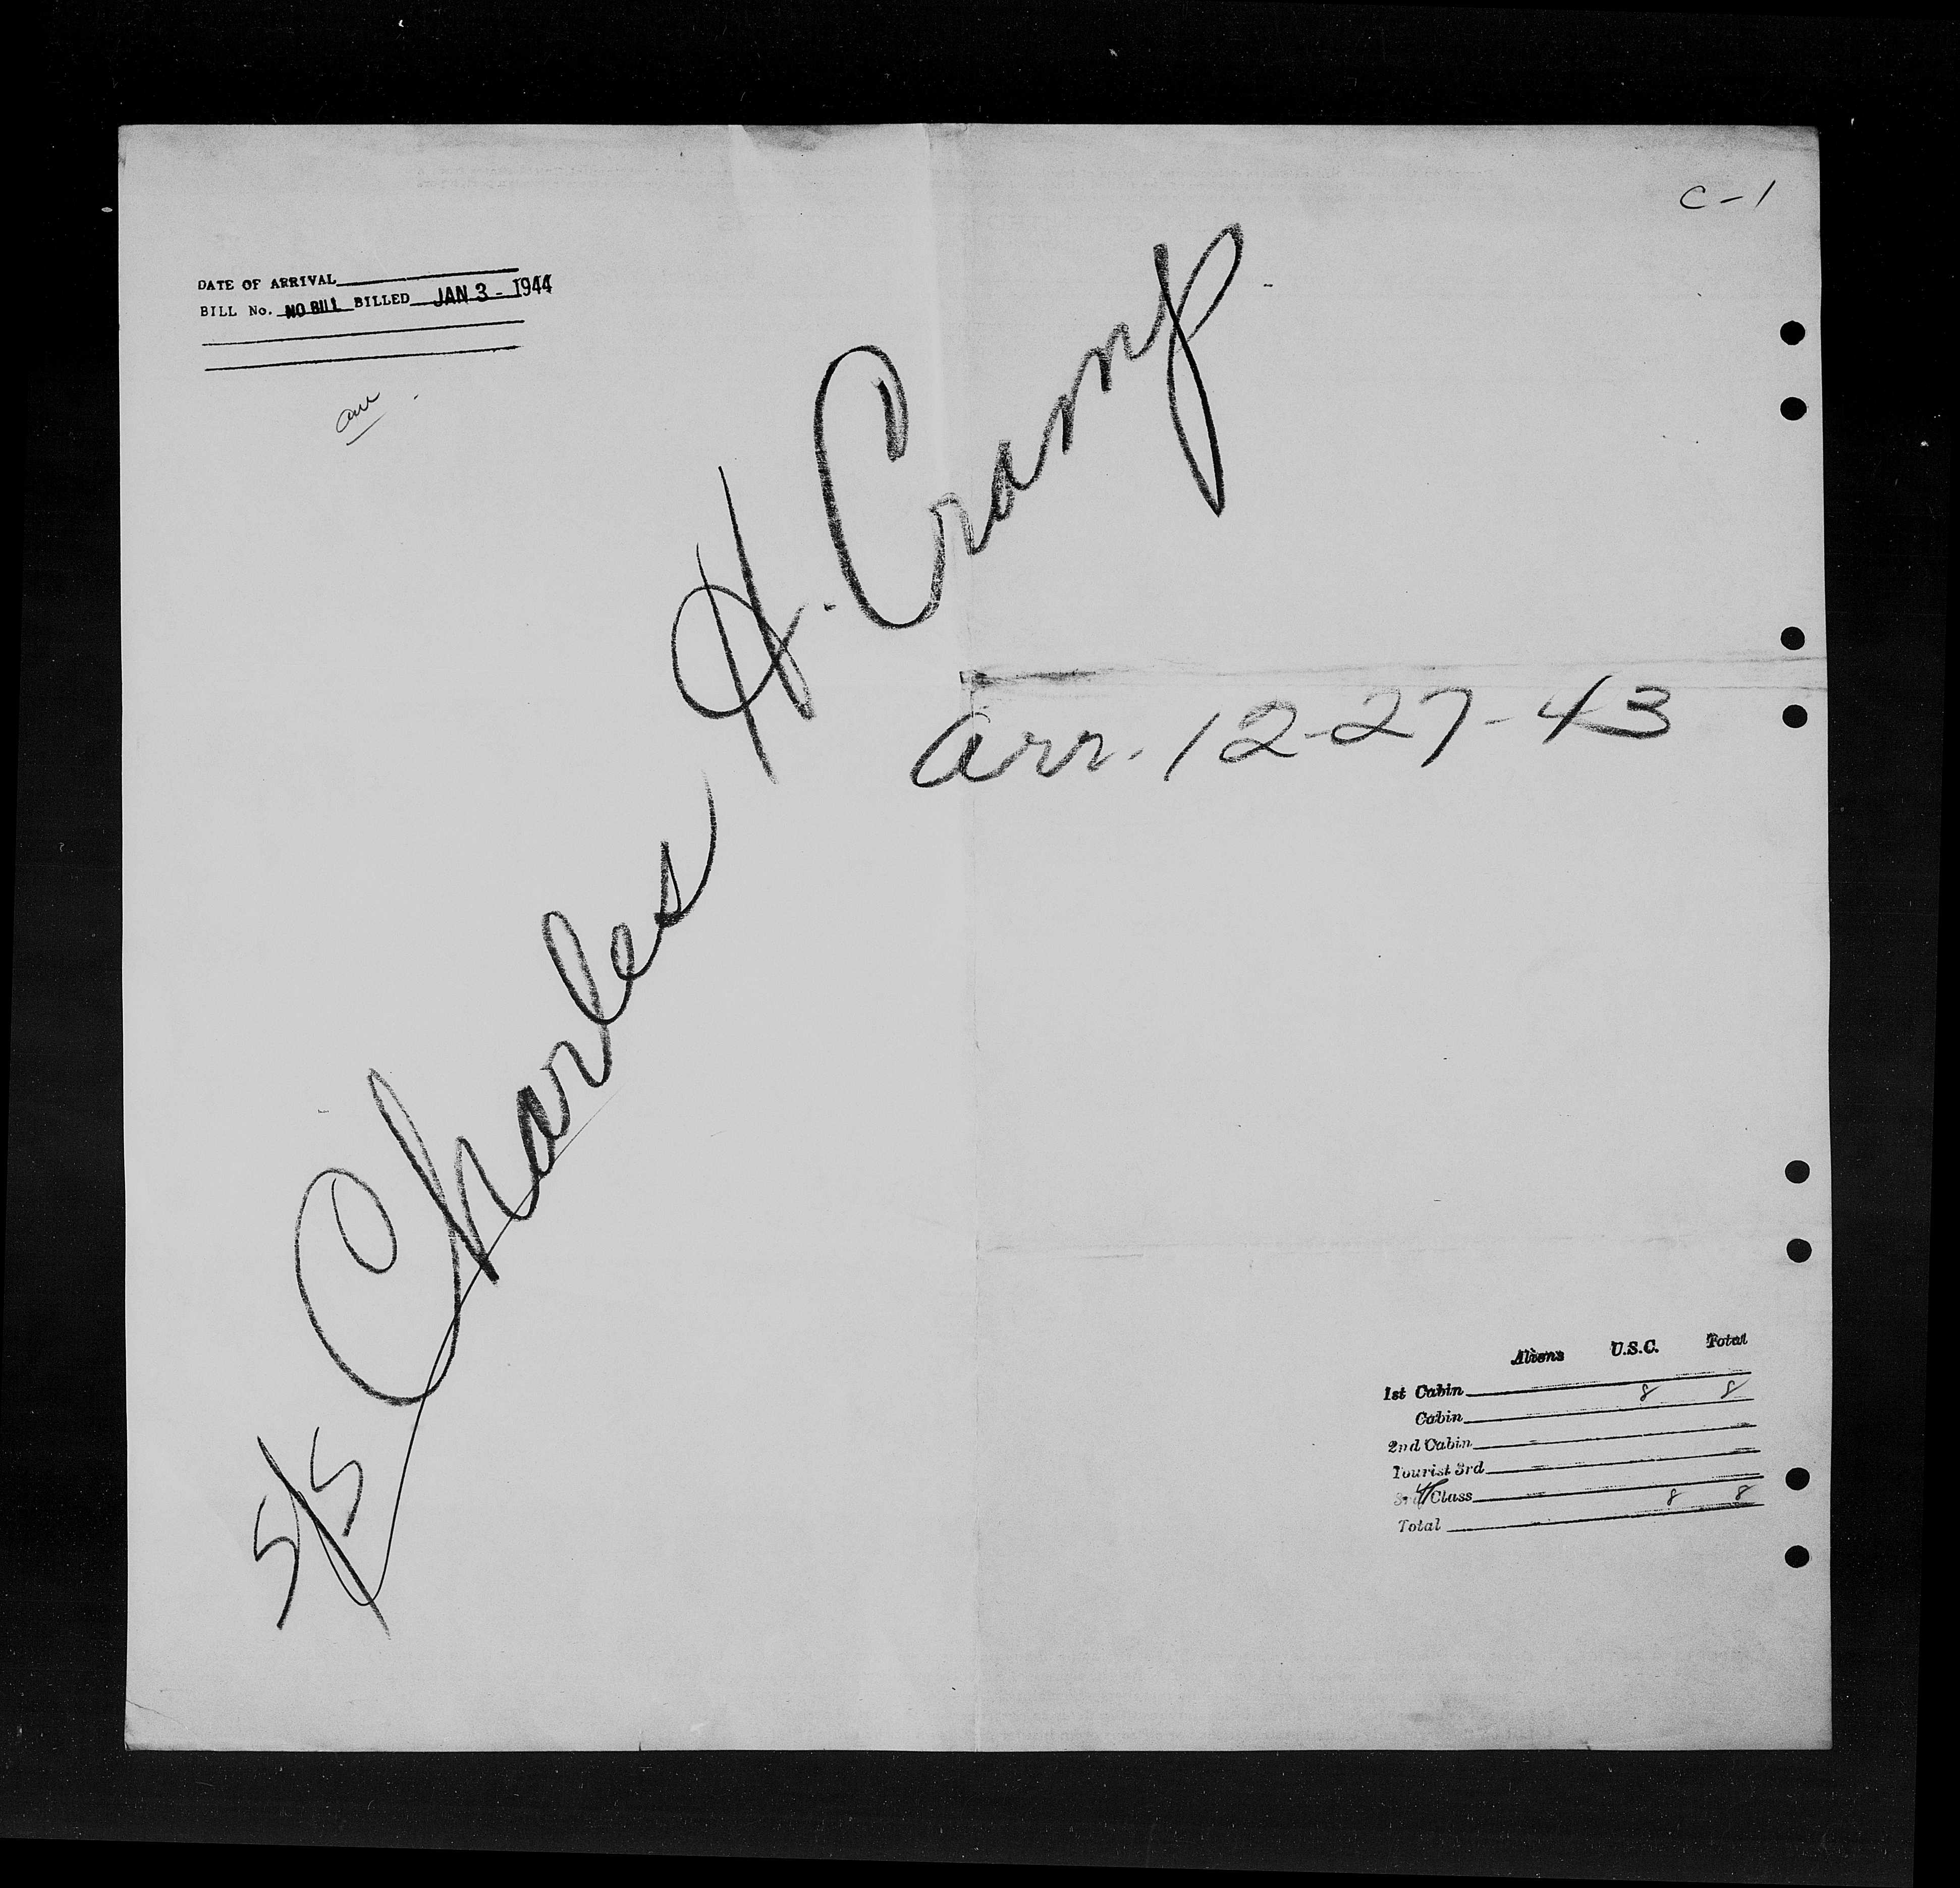 C-1
DATE OF ARRIVAL
BILL No. NO BILL BILLED JAN 3 - 1944
S/S Charles H. Cramp
arr. 12-27-43
Aliens U.S.C. Total
1st Cabin 8 8
Cabin -
2nd Cabin - - -
Tourist 3rd - - -
3rd Class - 8 8
Total